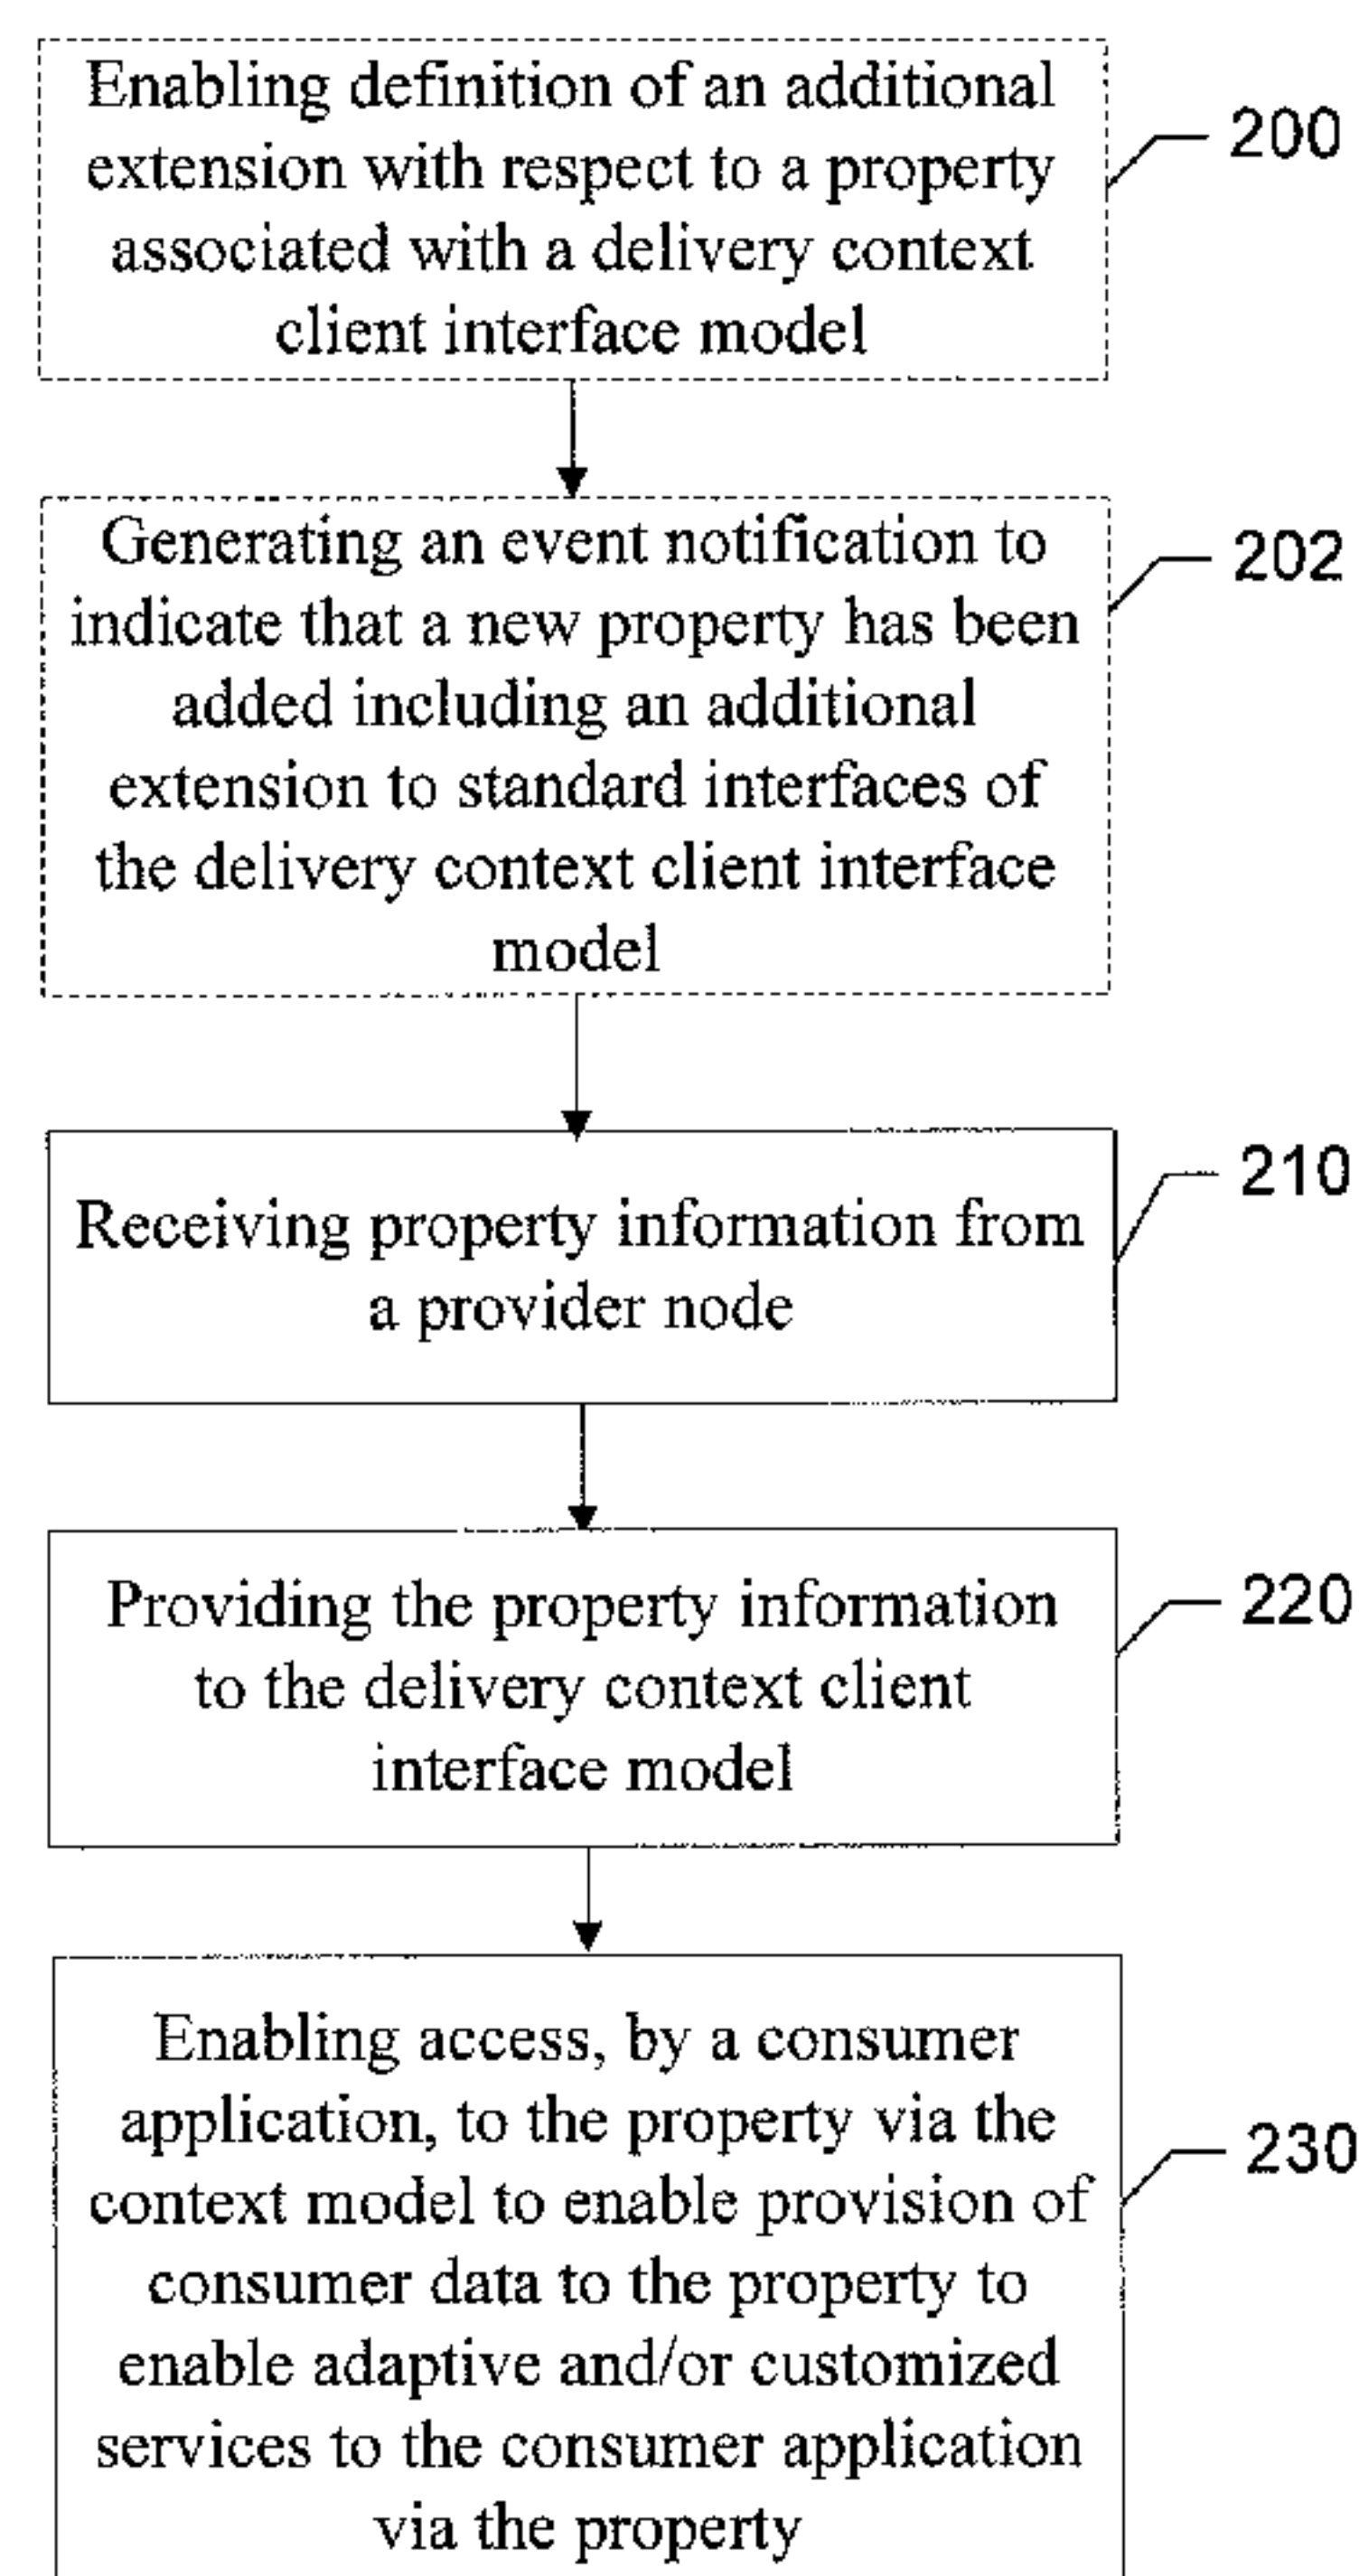 Enabling definition of an additional
extension with respect to a property
associated with a delivery context
client interface model
200
Generating an event notification to
indicate that a new property has been
added including an additional
extension to standard interfaces of
the delivery context client interface
model
202
Receiving property information from
a provider node
210
Providing the property information
to the delivery context client
interface model
220
Enabling access, by a consumer
application, to the property via the
context model to enable provision of
consumer data to the property to
enable adaptive and/or customized
services to the consumer application
via the property
230